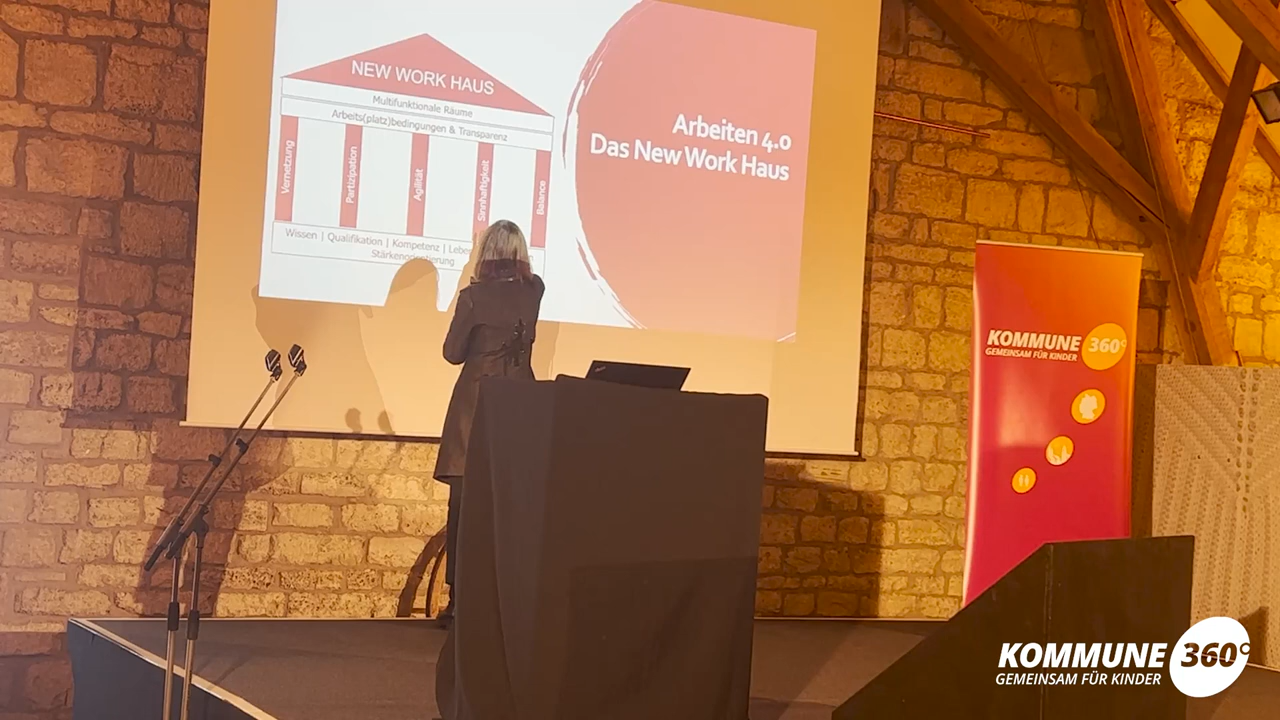 NEW WORK HAUS
Multifunktionale Räume
Arbeits(platz)bedingungen & Transparenz
Vernetzung
Partizipation
Agilität
Sinnhaftigkeit
Balance
Wissen | Qualifikation | Kompetenz |
Stärkenorientierung
Arbeiten 4.0
Das New Work Haus
KOMMUNE 360°
GEMEINSAM FÜR KINDER
KOMMUNE 360°
GEMEINSAM FÜR KINDER